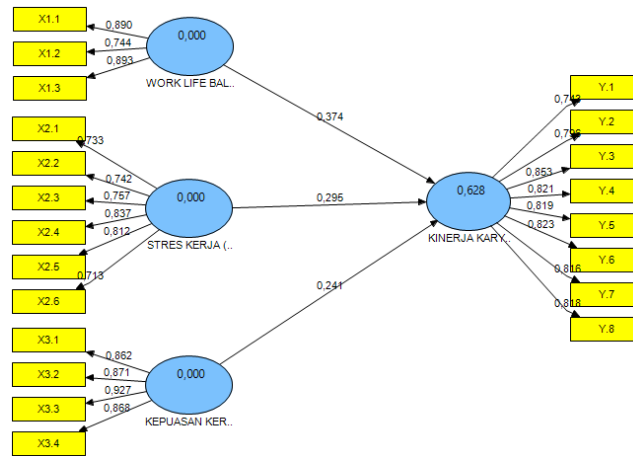 X1.1
0,890
X1.2
0,744
X1.3
0,893
0,000
WORK LIFE BAL..
0,374
X2.1
0,733
X2.2
0,742
X2.3
0,757
X2.4
0,837
X2.5
0,812
X2.6
0,713
0,000
STRES KERJA (..
0,295
X3.1
0,862
X3.2
0,871
X3.3
0,927
X3.4
0,868
0,000
KEPUASAN KER..
0,241
0,628
KINERJA KARY..
Y.1
Y.2
0,853
Y.3
0,821
Y.4
0,819
Y.5
0,823
Y.6
0,816
Y.7
0,818
Y.8